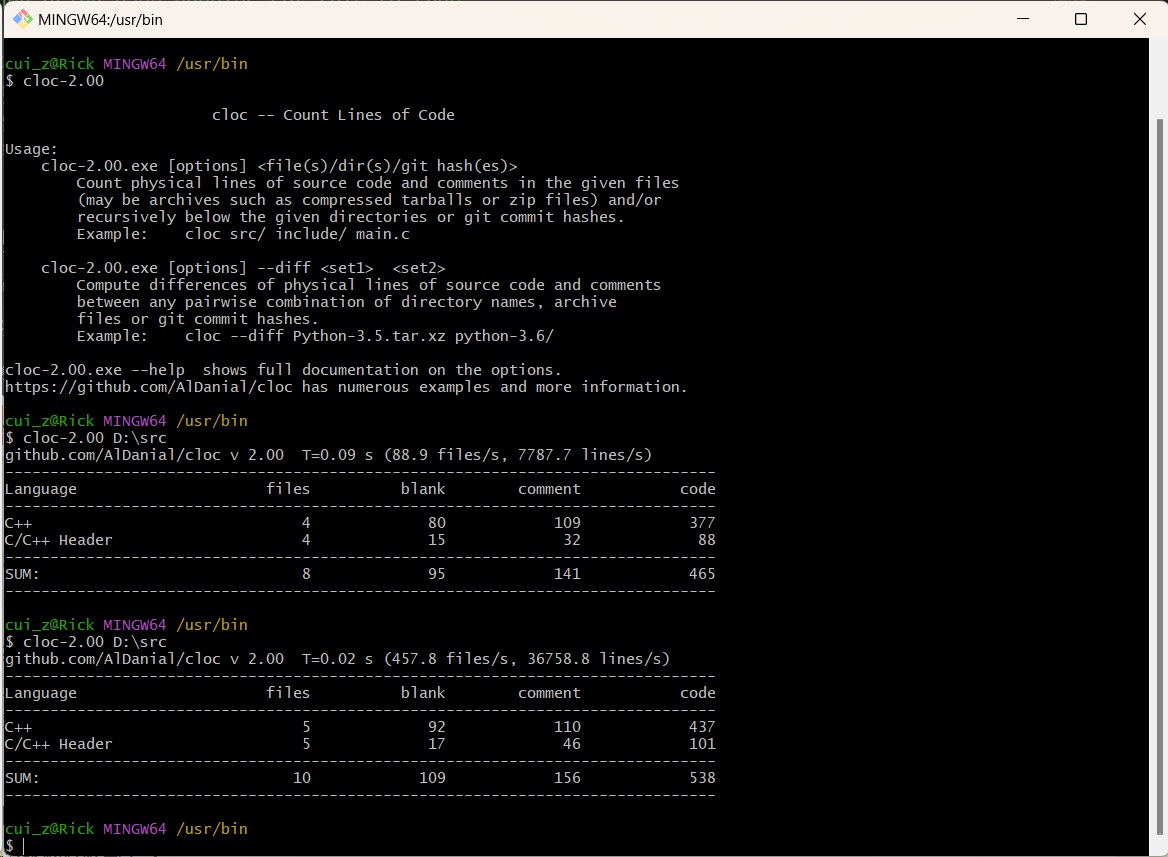 MINGW64:/usr/bin
cui_z@Rick MINGW64 /usr/bin
$ cloc-2.00
                       cloc -- Count Lines of Code
Usage:
    cloc-2.00.exe [options] <file(s)/dir(s)/git hash(es)>
        Count physical lines of source code and comments in the given files
        (may be archives such as compressed tarballs or zip files) and/or
        recursively below the given directories or git commit hashes.
        Example:    cloc src/ include/ main.c
    cloc-2.00.exe [options] --diff <set1>  <set2>
        Compute differences of physical lines of source code and comments
        between any pairwise combination of directory names, archive
        files or git commit hashes.
        Example:    cloc --diff Python-3.5.tar.xz python-3.6/
cloc-2.00.exe --help  shows full documentation on the options.
https://github.com/AlDanial/cloc has numerous examples and more information.
cui_z@Rick MINGW64 /usr/bin
$ cloc-2.00 D:\src
github.com/AlDanial/cloc v 2.00  T=0.09 s (88.9 files/s, 7787.7 lines/s)
-------------------------------------------------------------------------------
Language                     files          blank        comment           code
-------------------------------------------------------------------------------
C++                              4             80            109            377
C/C++ Header                     4             15             32             88
-------------------------------------------------------------------------------
SUM:                             8             95            141            465
-------------------------------------------------------------------------------
cui_z@Rick MINGW64 /usr/bin
$ cloc-2.00 D:\src
github.com/AlDanial/cloc v 2.00  T=0.02 s (457.8 files/s, 36758.8 lines/s)
-------------------------------------------------------------------------------
Language                     files          blank        comment           code
-------------------------------------------------------------------------------
C++                              5             92            110            437
C/C++ Header                     5             17             46            101
-------------------------------------------------------------------------------
SUM:                            10            109            156            538
-------------------------------------------------------------------------------
cui_z@Rick MINGW64 /usr/bin
$